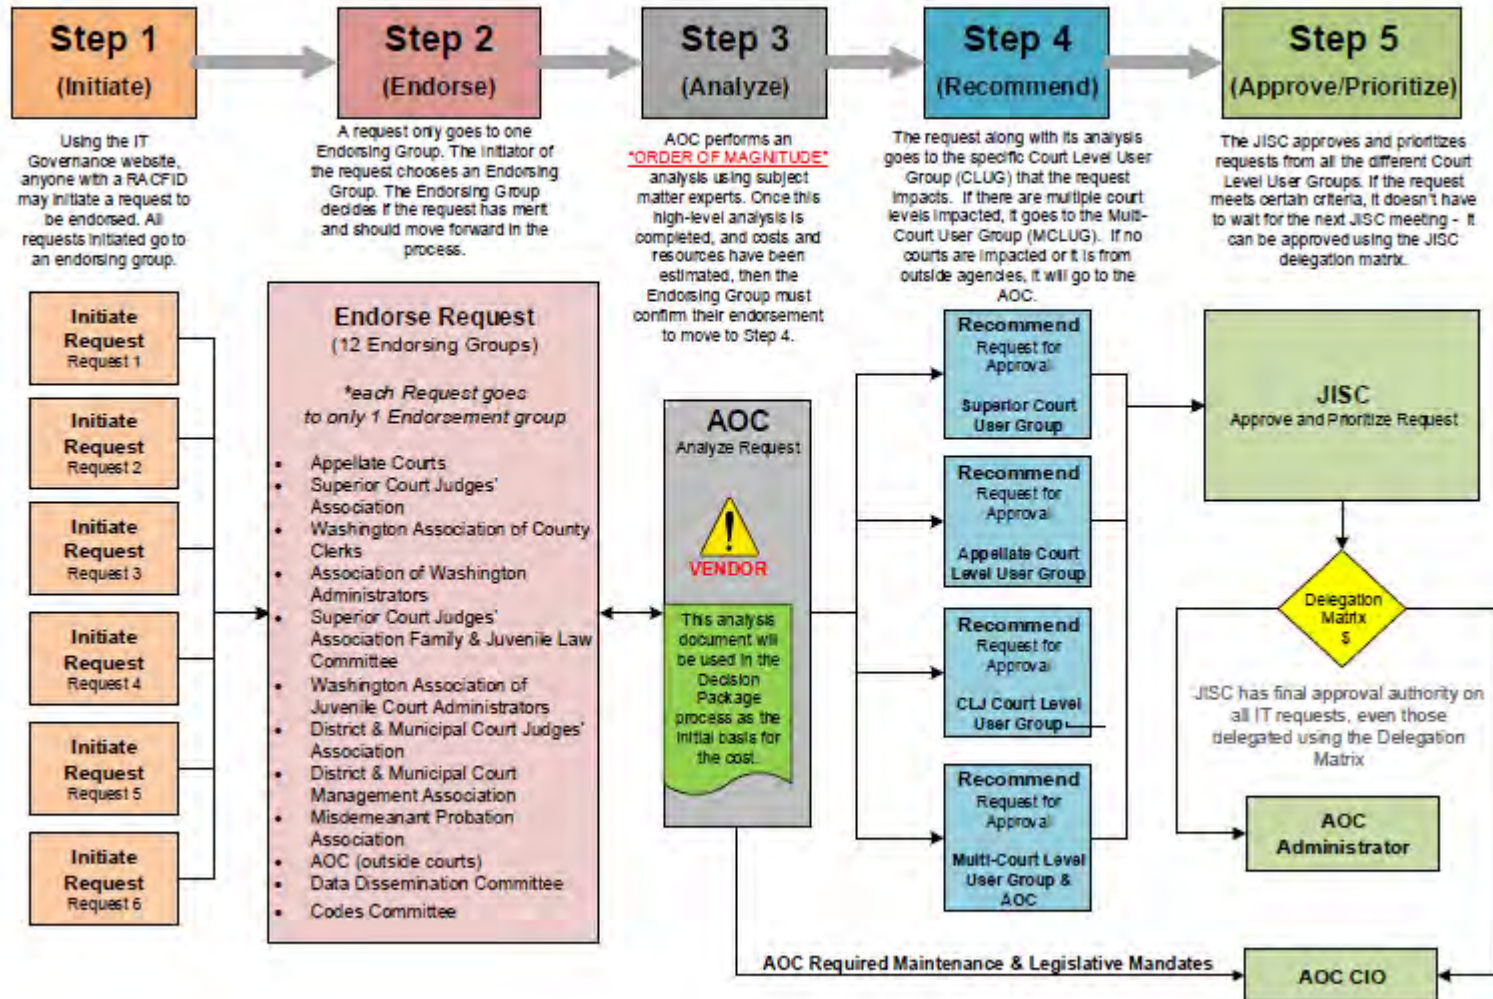 Step 1
(Initiate)
Step 2
(Endorse)
Step 3
(Analyze)
Step 4
(Recommend)
Step 5
(Approve/Prioritize)
Using the IT
Governance website,
anyone with a RACFID
may initiate a request to
be endorsed. All
requests initiated go to
an endorsing group.
A request only goes to one
Endorsing Group. The initiator of
the request chooses an Endorsing
Group. The Endorsing Group
decides if the request has merit
and should move forward in the
process.
AOC performs an
"ORDER OF MAGNITUDE"
analysis using subject
matter experts. Once this
high-level analysis is
completed, and costs and
resources have been
estimated, then the
Endorsing Group must
confirm their endorsement
to move to Step 4.
The request along with its analysis
goes to the specific Court Level User
Group (CLUG) that the request
impacts. If there are multiple court
levels impacted, it goes to the Multi-
Court User Group (MCLUG). If no
courts are impacted or it is from
outside agencies, it will go to the
AOC.
The JISC approves and prioritizes
requests from all the different Court
Level User Groups. If the request
meets certain criteria, it doesn't have
to wait for the next JISC meeting - it
can be approved using the JISC
delegation matrix.
Initiate
Request
Request 1
Initiate
Request
Request 2
Initiate
Request
Request 3
Initiate
Request
Request 4
Initiate
Request
Request 5
Initiate
Request
Request 6
Endorse Request
(12 Endorsing Groups)
*each Request goes
to only 1 Endorsement group
• Appellate Courts
• Superior Court Judges'
Association
• Washington Association of County
Clerks
• Association of Washington
Administrators
• Superior Court Judges'
Association Family & Juvenile Law
Committee
• Washington Association of
Juvenile Court Administrators
• District & Municipal Court Judges'
Association
• District & Municipal Court
Management Association
• Misdemeanant Probation
Association
• AOC (outside courts)
• Data Dissemination Committee
• Codes Committee
AOC
Analyze Request
!
VENDOR
This analysis
document will
be used in the
Decision
Package
process as the
initial basis for
the cost.
Recommend
Request for
Approval
Superior Court
User Group
Recommend
Request for
Approval
Appellate Court
Level User Group
Recommend
Request for
Approval
CLJ Court Level
User Group
Recommend
Request for
Approval
Multi-Court Level
User Group &
AOC
JISC
Approve and Prioritize Request
Delegation
Matrix
$
JISC has final approval authority on
all IT requests, even those
delegated using the Delegation
Matrix
AOC
Administrator
AOC Required Maintenance & Legislative Mandates
AOC CIO